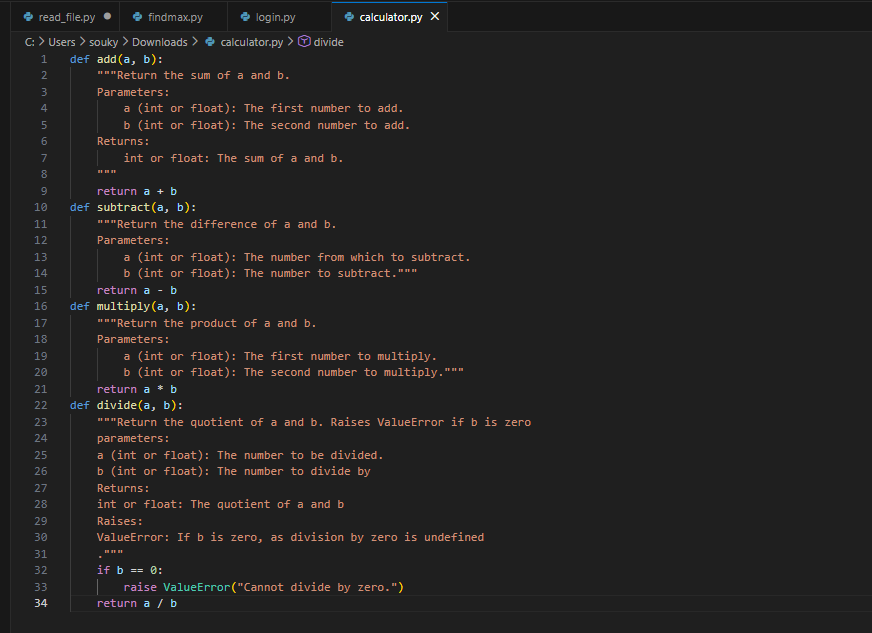 read_file.py
findmax.py
login.py
calculator.py
C: > Users > souky > Downloads > calculator.py > divide
1 def add(a, b):
2     """Return the sum of a and b.
3     Parameters:
4         a (int or float): The first number to add.
5         b (int or float): The second number to add.
6     Returns:
7         int or float: The sum of a and b.
8     """
9     return a + b
10 def subtract(a, b):
11     """Return the difference of a and b.
12     Parameters:
13         a (int or float): The number from which to subtract.
14         b (int or float): The number to subtract."""
15     return a - b
16 def multiply(a, b):
17     """Return the product of a and b.
18     Parameters:
19         a (int or float): The first number to multiply.
20         b (int or float): The second number to multiply."""
21     return a * b
22 def divide(a, b):
23     """Return the quotient of a and b. Raises ValueError if b is zero
24     parameters:
25     a (int or float): The number to be divided.
26     b (int or float): The number to divide by
27     Returns:
28     int or float: The quotient of a and b
29     Raises:
30     ValueError: If b is zero, as division by zero is undefined
31     ."""
32     if b == 0:
33         raise ValueError("Cannot divide by zero.")
34     return a / b